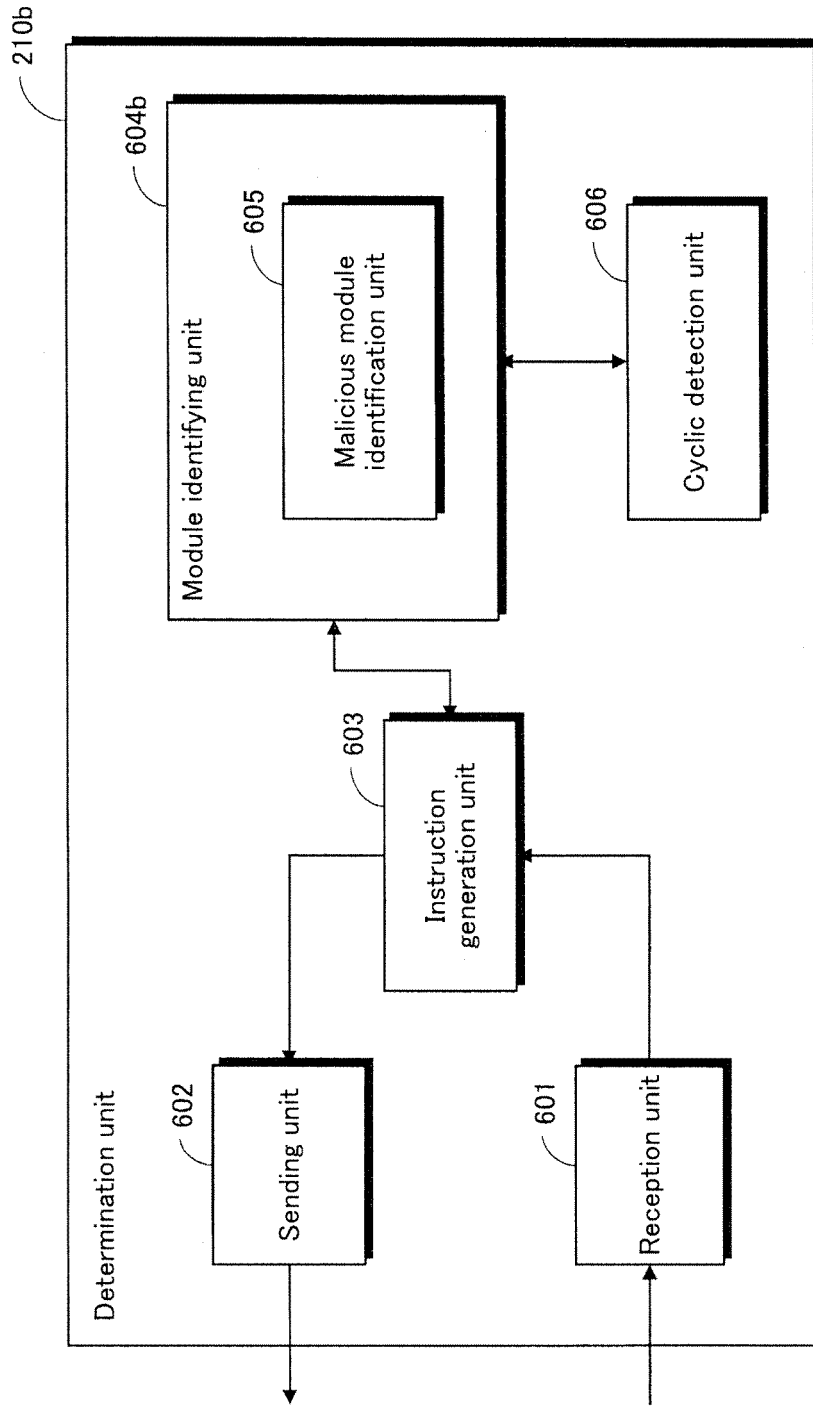 210b
Determination unit
604b
Module identifying unit
605
Malicious module
identification unit
602
Sending unit
603
Instruction
generation unit
601
Reception unit
606
Cyclic detection unit